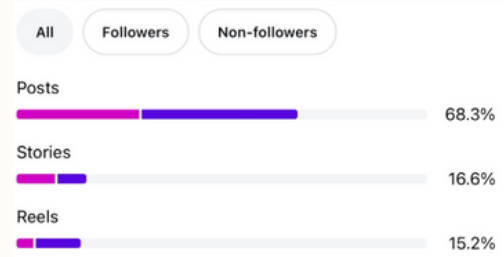 All Followers Non-followers
Posts
68.3%
Stories
16.6%
Reels
15.2%